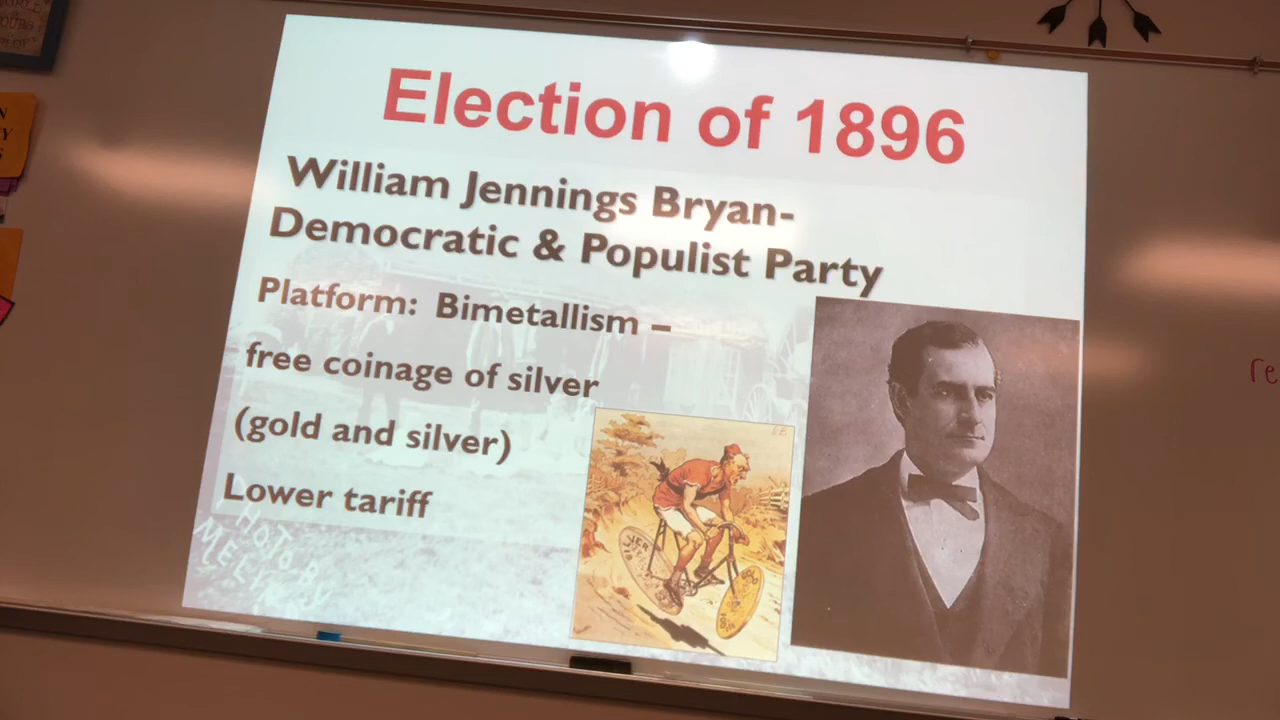 Election of 1896
William Jennings Bryan-
Democratic & Populist Party
Platform: Bimetallism –
free coinage of silver
(gold and silver)
Lower tariff